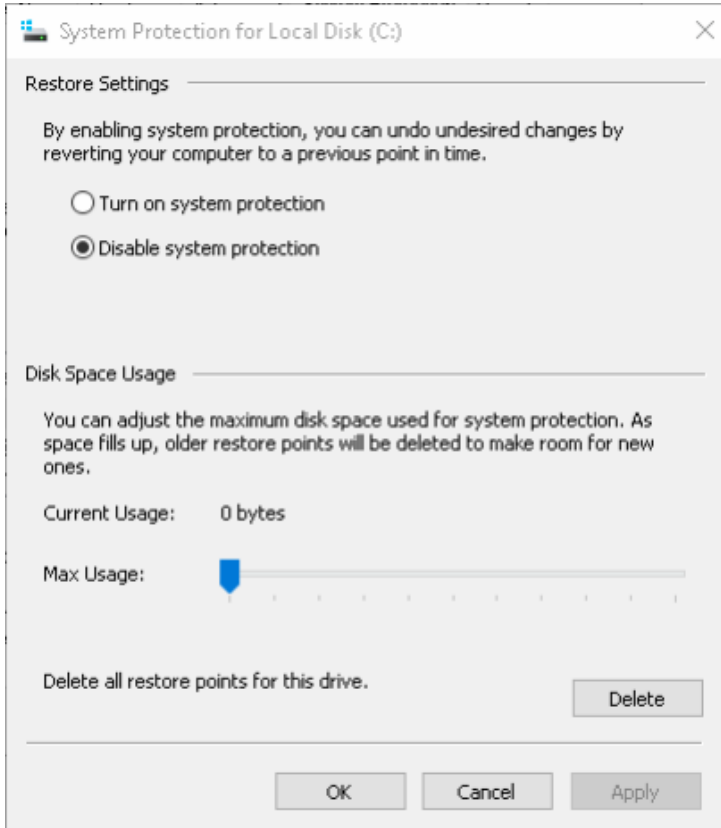 System Protection for Local Disk (C:)
Restore Settings
By enabling system protection, you can undo undesired changes by
reverting your computer to a previous point in time.
Turn on system protection
Disable system protection
Disk Space Usage
You can adjust the maximum disk space used for system protection. As
space fills up, older restore points will be deleted to make room for new
ones.
Current Usage: 0 bytes
Max Usage:
Delete all restore points for this drive.
Delete
OK Cancel Apply